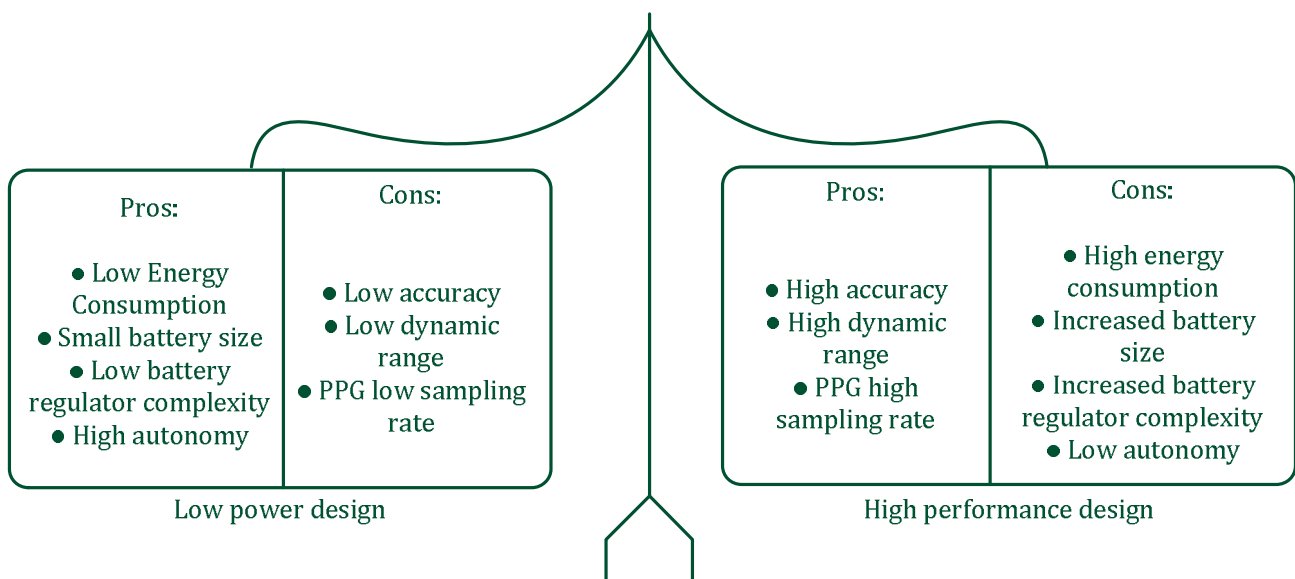 Pros:
● Low Energy
Consumption
● Small battery size
● Low battery
regulator complexity
● High autonomy
Cons:
● Low accuracy
● Low dynamic
range
● PPG low sampling
rate
Low power design
Pros:
● High accuracy
● High dynamic
range
● PPG high
sampling rate
Cons:
● High energy
consumption
● Increased battery
size
● Increased battery
regulator complexity
● Low autonomy
High performance design